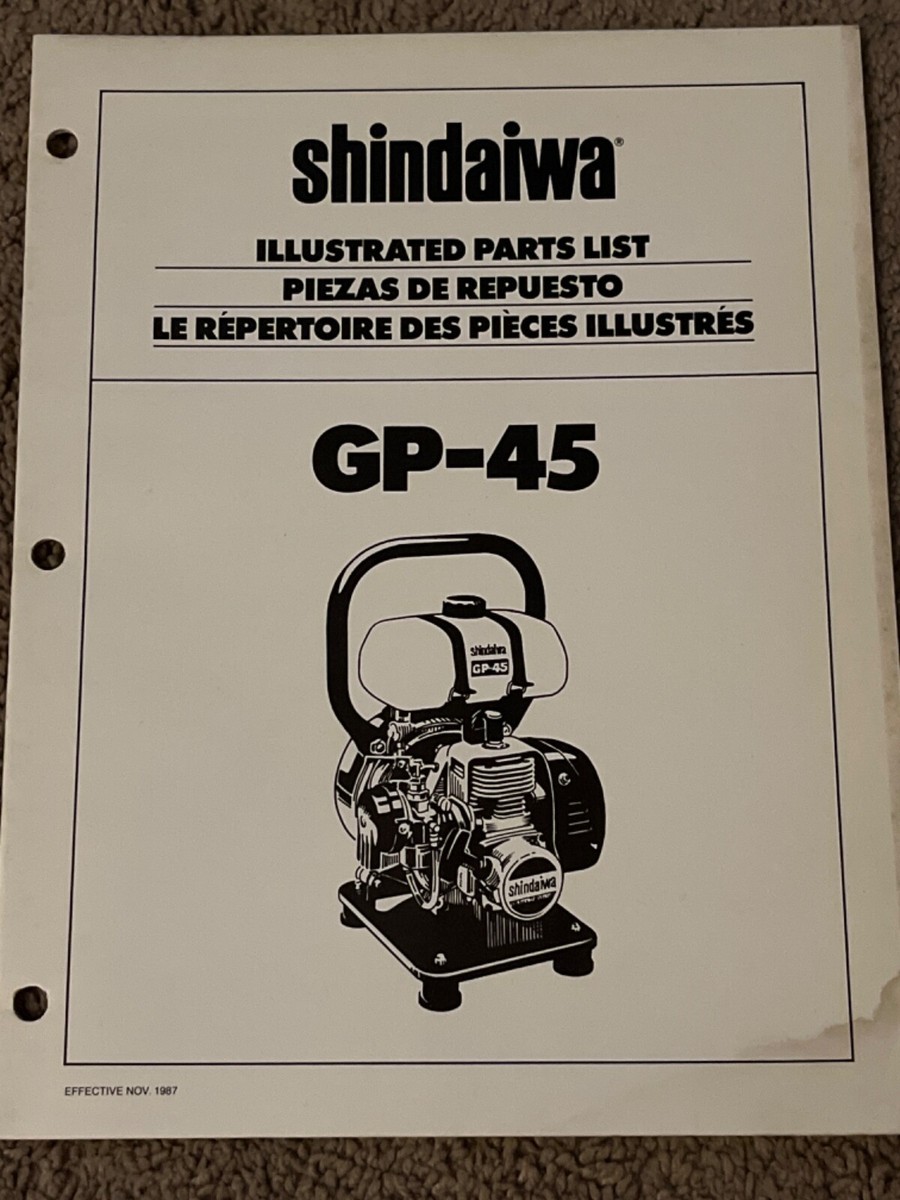 shindaiwa®
ILLUSTRATED PARTS LIST
PIEZAS DE REPUESTO
LE RÉPERTOIRE DES PIÈCES ILLUSTRÉS
GP-45
shindaiwa
GP-45
shindaiwa
EFFECTIVE NOV. 1987